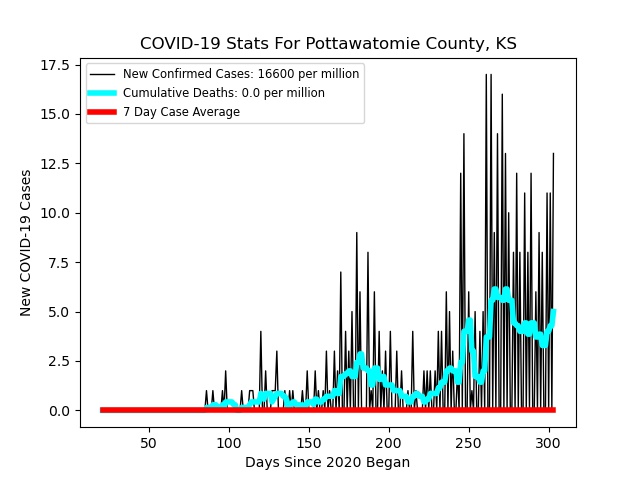 COVID-19 Stats For Pottawatomie County, KS
17.5
15.0
12.5
10.0
7.5
5.0
2.5
0.0
New COVID-19 Cases
New Confirmed Cases: 16600 per million
Cumulative Deaths: 0.0 per million
7 Day Case Average
50 100 150 200 250 300
Days Since 2020 Began